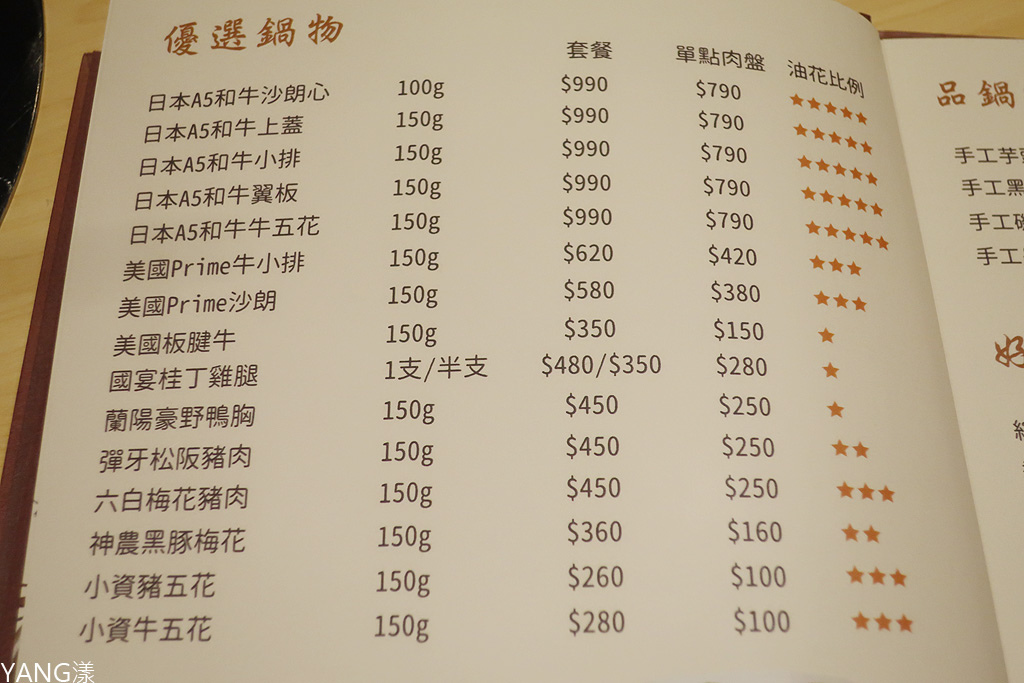 優選鍋物
套餐 單點肉盤 油花比例
日本A5和牛沙朗心 100g $990 $790 ★★★★★
日本A5和牛上蓋 150g $990 $790 ★★★★★
日本A5和牛小排 150g $990 $790 ★★★★★
日本A5和牛翼板 150g $990 $790 ★★★★★
日本A5和牛牛五花 150g $990 $790 ★★★★★
美國Prime牛小排 150g $620 $420 ★★★
美國Prime沙朗 150g $580 $380 ★★★
美國板腱牛 150g $350 $150 ★
國宴桂丁雞腿 1支/半支 $480/$350 $280 ★
蘭陽豪野鴨胸 150g $450 $250 ★
彈牙松阪豬肉 150g $450 $250 ★★
六白梅花豬肉 150g $450 $250 ★★★
神農黑豚梅花 150g $360 $160 ★★
小資豬五花 150g $260 $100 ★★★
小資牛五花 150g $280 $100 ★★★
品鍋
手工芋
手工黑
手工
手工
好
YANG漾